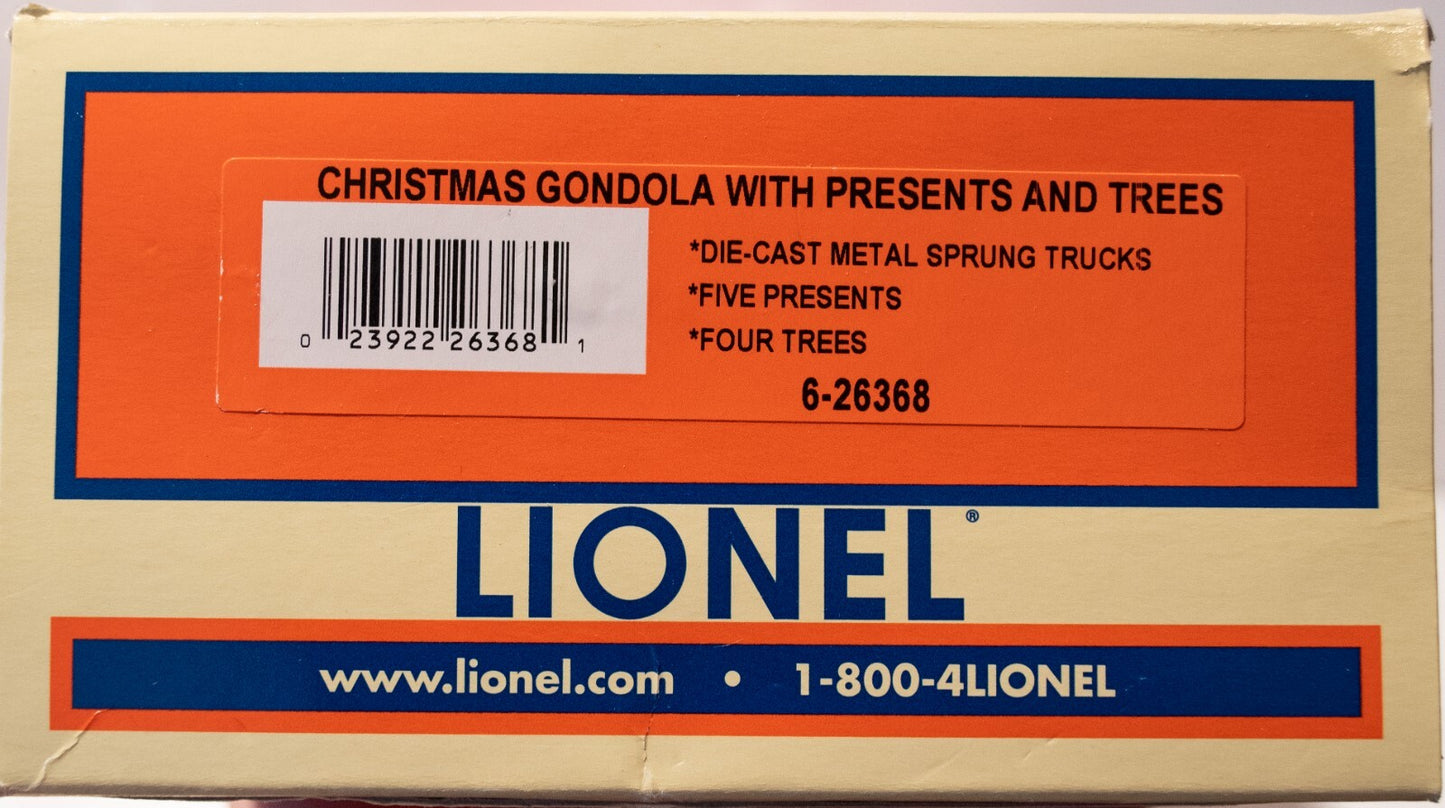 CHRISTMAS GONDOLA WITH PRESENTS AND TREES
*DIE-CAST METAL SPRUNG TRUCKS
*FIVE PRESENTS
*FOUR TREES
0 23922 26368 1
6-26368
LIONEL®
www.lionel.com • 1-800-4LIONEL